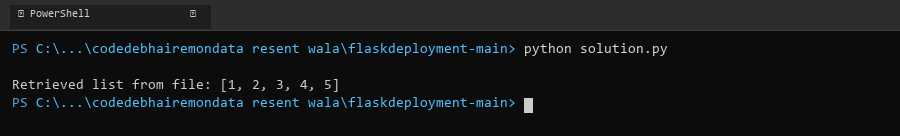 PowerShell
PS C:\...\codedebhairemondata resent wala\flaskdeployment-main> python solution.py
Retrieved list from file: [1, 2, 3, 4, 5]
PS C:\...\codedebhairemondata resent wala\flaskdeployment-main>